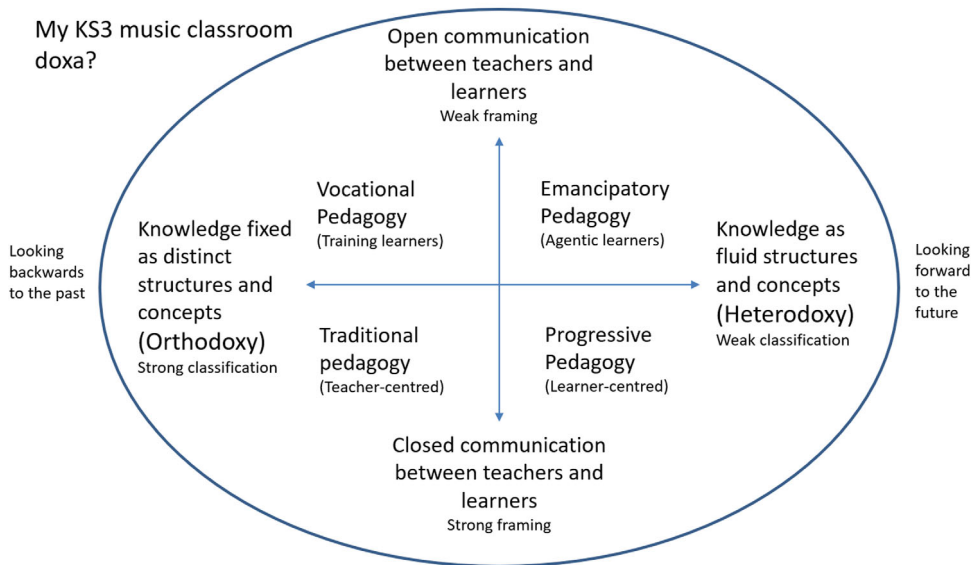 My KS3 music classroom
doxa?
Open communication
between teachers and
learners
Weak framing
Vocational
Pedagogy
(Training learners)
Emancipatory
Pedagogy
(Agentic learners)
Looking
backwards
to the past
Knowledge fixed
as distinct
structures and
concepts
(Orthodoxy)
Strong classification
Knowledge as
fluid structures
and concepts
(Heterodoxy)
Weak classification
Looking
forward
to the
future
Traditional
pedagogy
(Teacher-centred)
Progressive
Pedagogy
(Learner-centred)
Closed communication
between teachers and
learners
Strong framing